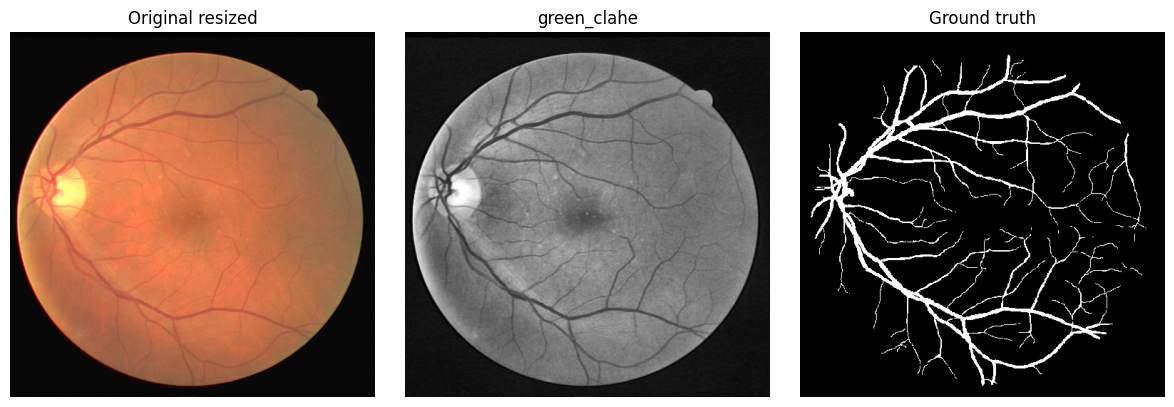 Original resized
green_clahe
Ground truth